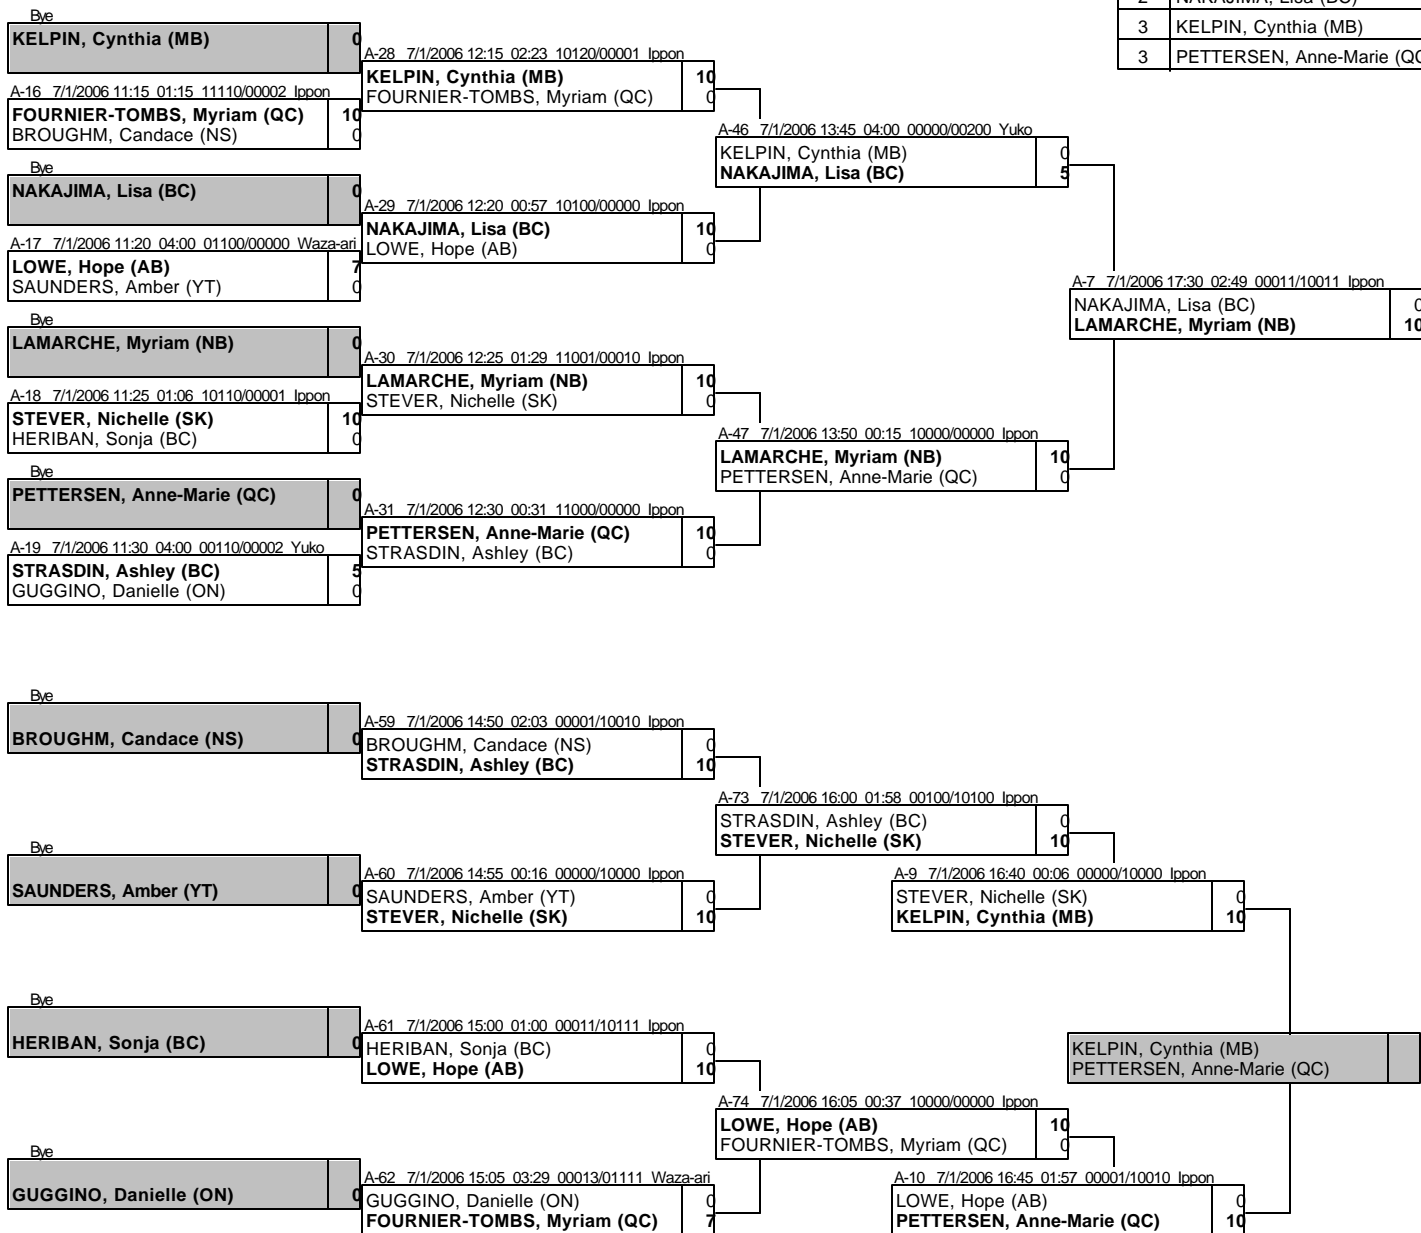 2 NAKAJIMA, Lisa (BC)
3 KELPIN, Cynthia (MB)
3 PETTERSEN, Anne-Marie (QC
Bye
KELPIN, Cynthia (MB) 0
A-16 7/1/2006 11:15 01:15 11110/00002 Ippon
FOURNIER-TOMBS, Myriam (QC) 10
BROUGHM, Candace (NS) 0
Bye
NAKAJIMA, Lisa (BC) 0
A-17 7/1/2006 11:20 04:00 01100/00000 Waza-ari
LOWE, Hope (AB) 7
SAUNDERS, Amber (YT) 0
Bye
LAMARCHE, Myriam (NB) 0
A-18 7/1/2006 11:25 01:06 10110/00001 Ippon
STEVER, Nichelle (SK) 10
HERIBAN, Sonja (BC) 0
Bye
PETTERSEN, Anne-Marie (QC) 0
A-19 7/1/2006 11:30 04:00 00110/00002 Yuko
STRASDIN, Ashley (BC) 5
GUGGINO, Danielle (ON) 0
A-28 7/1/2006 12:15 02:23 10120/00001 Ippon
KELPIN, Cynthia (MB) 10
FOURNIER-TOMBS, Myriam (QC) 0
A-29 7/1/2006 12:20 00:57 10100/00000 Ippon
NAKAJIMA, Lisa (BC) 10
LOWE, Hope (AB) 0
A-30 7/1/2006 12:25 01:29 11001/00010 Ippon
LAMARCHE, Myriam (NB) 10
STEVER, Nichelle (SK) 0
A-31 7/1/2006 12:30 00:31 11000/00000 Ippon
PETTERSEN, Anne-Marie (QC) 10
STRASDIN, Ashley (BC) 0
A-46 7/1/2006 13:45 04:00 00000/00200 Yuko
KELPIN, Cynthia (MB) 0
NAKAJIMA, Lisa (BC) 5
A-47 7/1/2006 13:50 00:15 10000/00000 Ippon
LAMARCHE, Myriam (NB) 10
PETTERSEN, Anne-Marie (QC) 0
A-7 7/1/2006 17:30 02:49 00011/10011 Ippon
NAKAJIMA, Lisa (BC) 0
LAMARCHE, Myriam (NB) 10
Bye
BROUGHM, Candace (NS) 0
Bye
SAUNDERS, Amber (YT) 0
Bye
HERIBAN, Sonja (BC) 0
Bye
GUGGINO, Danielle (ON) 0
A-59 7/1/2006 14:50 02:03 00001/10010 Ippon
BROUGHM, Candace (NS) 0
STRASDIN, Ashley (BC) 10
A-60 7/1/2006 14:55 00:16 00000/10000 Ippon
SAUNDERS, Amber (YT) 0
STEVER, Nichelle (SK) 10
A-61 7/1/2006 15:00 01:00 00011/10111 Ippon
HERIBAN, Sonja (BC) 0
LOWE, Hope (AB) 10
A-62 7/1/2006 15:05 03:29 00013/01111 Waza-ari
GUGGINO, Danielle (ON) 0
FOURNIER-TOMBS, Myriam (QC) 7
A-73 7/1/2006 16:00 01:58 00100/10100 Ippon
STRASDIN, Ashley (BC) 0
STEVER, Nichelle (SK) 10
A-74 7/1/2006 16:05 00:37 10000/00000 Ippon
LOWE, Hope (AB) 10
FOURNIER-TOMBS, Myriam (QC) 0
A-9 7/1/2006 16:40 00:06 00000/10000 Ippon
STEVER, Nichelle (SK) 0
KELPIN, Cynthia (MB) 10
A-10 7/1/2006 16:45 01:57 00001/10010 Ippon
LOWE, Hope (AB) 0
PETTERSEN, Anne-Marie (QC) 10
KELPIN, Cynthia (MB)
PETTERSEN, Anne-Marie (QC)